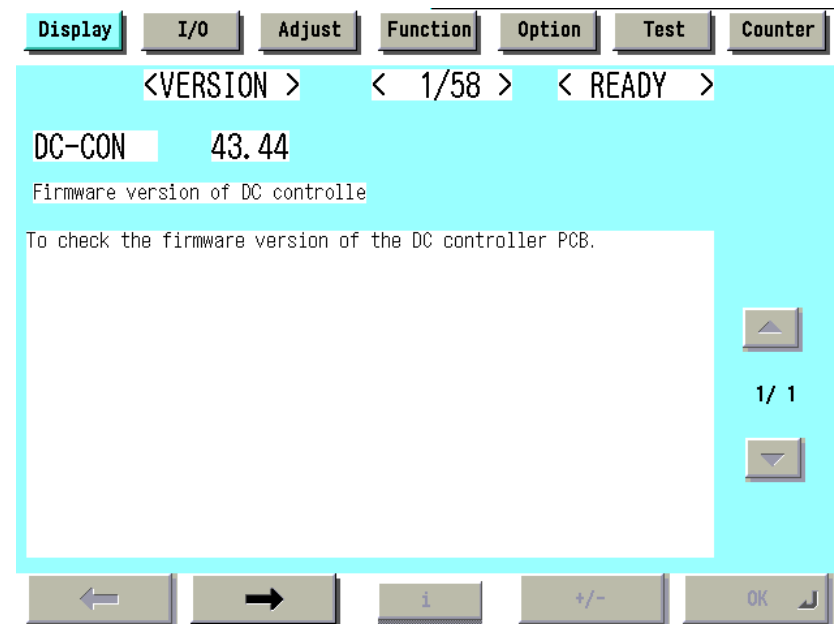 Display I/O Adjust Function Option Test Counter
<VERSION > < 1/58 > < READY >
DC-CON 43.44
Firmware version of DC controlle
To check the firmware version of the DC controller PCB.
1/ 1
i +/- OK